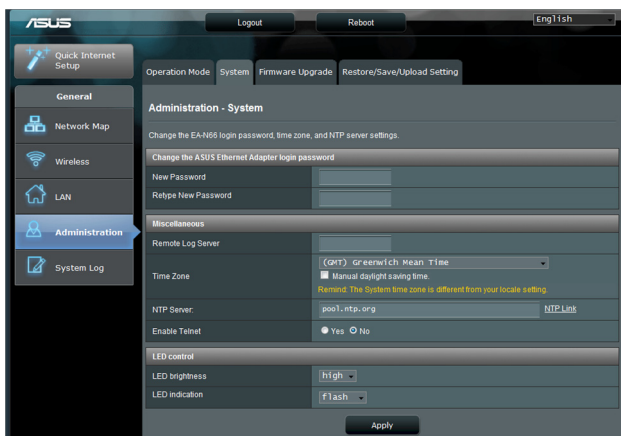 ASUS
Logout
Reboot
English
Quick Internet
Setup
General
Network Map
Wireless
LAN
Administration
System Log
Operation Mode System Firmware Upgrade Restore/Save/Upload Setting
Administration - System
Change the EA-N66 login password, time zone, and NTP server settings.
Change the ASUS Ethernet Adapter login password
New Password
Retype New Password
Miscellaneous
Remote Log Server
Time Zone
(GMT) Greenwich Mean Time
Manual daylight saving time.
Remind: The System time zone is different from your locale setting.
NTP Server: pool.ntp.org NTP Link
Enable Telnet Yes No
LED control
LED brightness high
LED indication flash
Apply